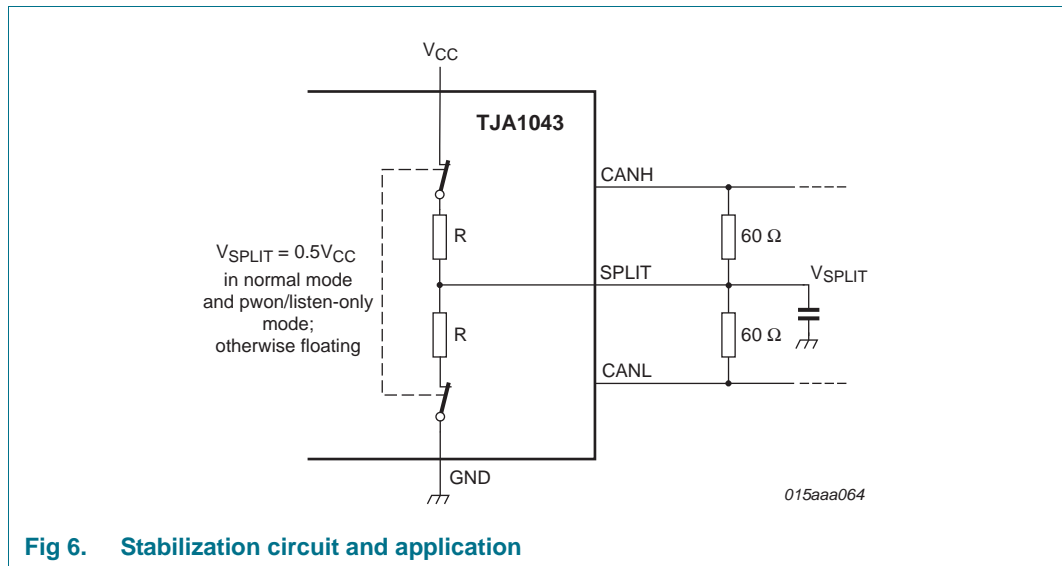 VCC
TJA1043
CANH
R
60 Ω
VSPLIT = 0.5VCC
in normal mode
and pwon/listen-only
mode;
otherwise floating
SPLIT
VSPLIT
R
60 Ω
CANL
GND
015aaa064
Fig 6. Stabilization circuit and application